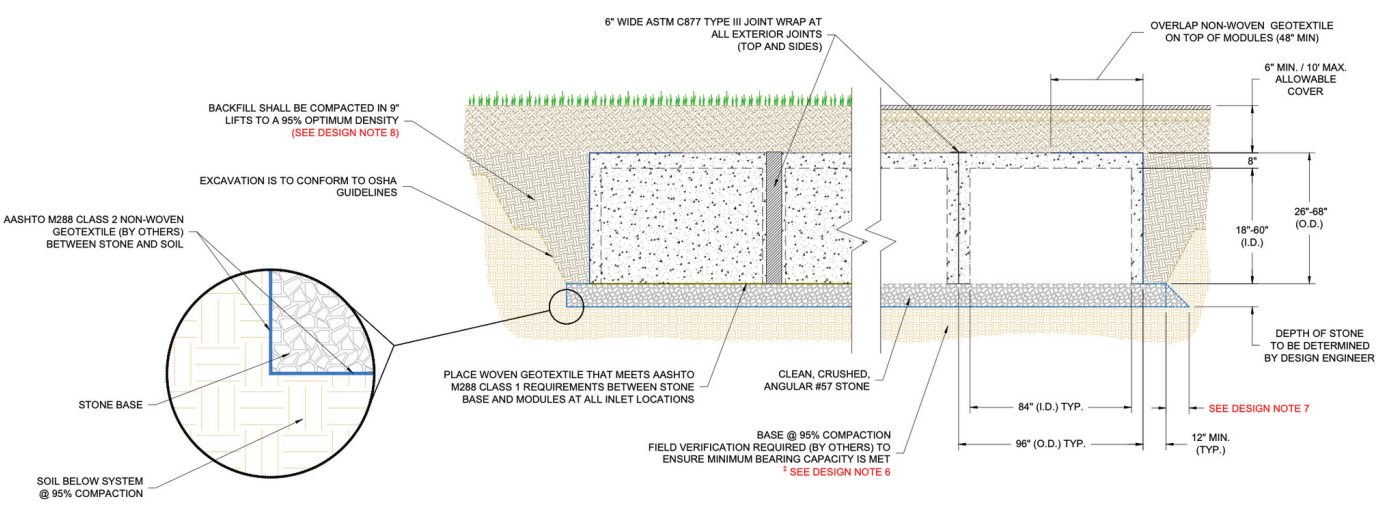 6" WIDE ASTM C877 TYPE III JOINT WRAP AT
ALL EXTERIOR JOINTS
(TOP AND SIDES)
OVERLAP NON-WOVEN GEOTEXTILE
ON TOP OF MODULES (48" MIN)
6" MIN. / 10' MAX.
ALLOWABLE
COVER
BACKFILL SHALL BE COMPACTED IN 9"
LIFTS TO A 95% OPTIMUM DENSITY
(SEE DESIGN NOTE 8)
EXCAVATION IS TO CONFORM TO OSHA
GUIDELINES
AASHTO M288 CLASS 2 NON-WOVEN
GEOTEXTILE (BY OTHERS)
BETWEEN STONE AND SOIL
8"
18"-60"
(I.D.)
26"-68"
(O.D.)
STONE BASE
SOIL BELOW SYSTEM
@ 95% COMPACTION
PLACE WOVEN GEOTEXTILE THAT MEETS AASHTO
M288 CLASS 1 REQUIREMENTS BETWEEN STONE
BASE AND MODULES AT ALL INLET LOCATIONS
CLEAN, CRUSHED,
ANGULAR #57 STONE
DEPTH OF STONE
TO BE DETERMINED
BY DESIGN ENGINEER
84" (I.D.) TYP.
SEE DESIGN NOTE 7
96" (O.D.) TYP.
12" MIN.
(TYP.)
BASE @ 95% COMPACTION
FIELD VERIFICATION REQUIRED (BY OTHERS) TO
ENSURE MINIMUM BEARING CAPACITY IS MET
‡ SEE DESIGN NOTE 6